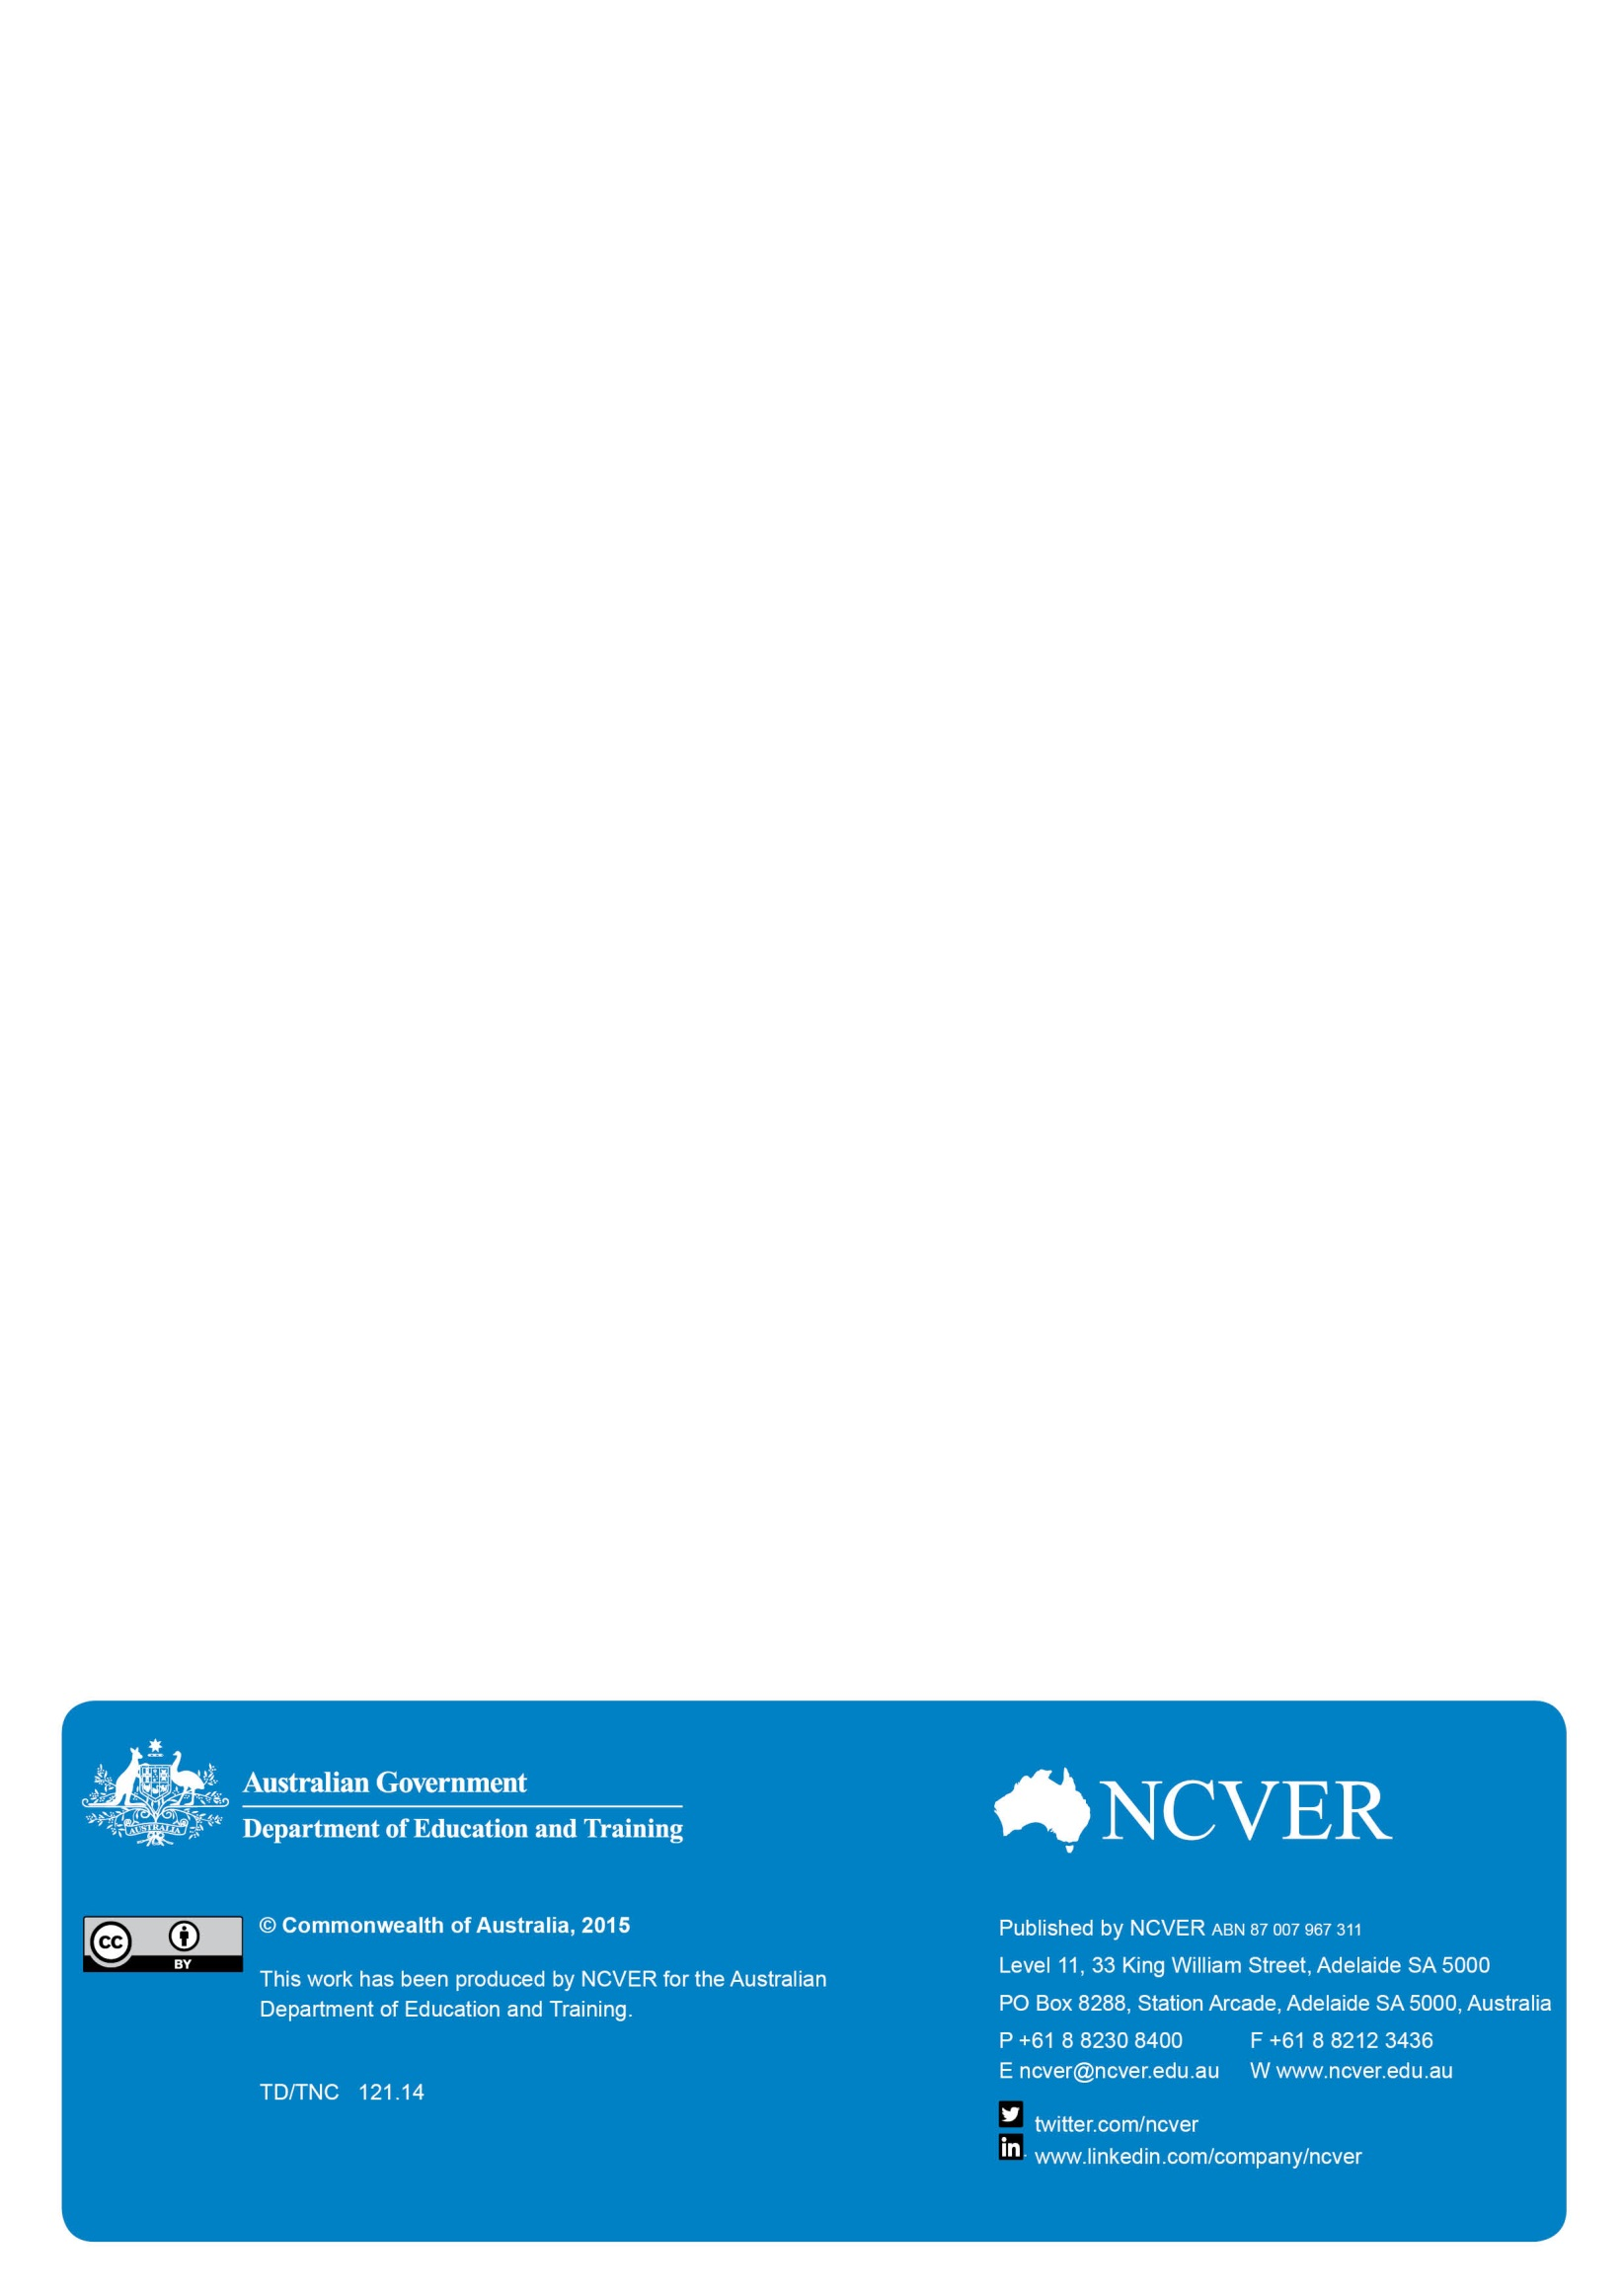 Australian Government
Department of Education and Training
AUSTRALIA
NCVER
CC
BY
© Commonwealth of Australia, 2015
This work has been produced by NCVER for the Australian
Department of Education and Training.
TD/TNC 121.14
Published by NCVER ABN 87 007 967 311
Level 11, 33 King William Street, Adelaide SA 5000
PO Box 8288, Station Arcade, Adelaide SA 5000, Australia
P +61 8 8230 8400 F +61 8 8212 3436
E ncver@ncver.edu.au W www.ncver.edu.au
twitter.com/ncver
in www.linkedin.com/company/ncver